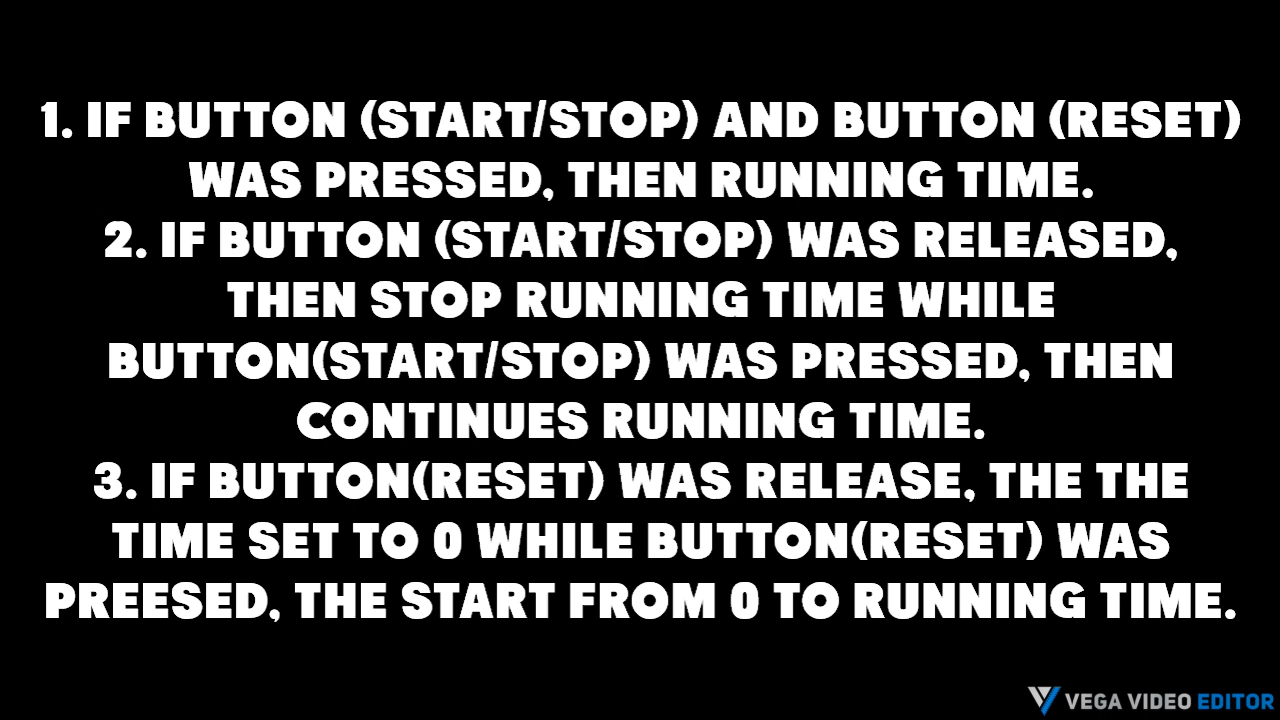 1. IF BUTTON (START/STOP) AND BUTTON (RESET)
WAS PRESSED, THEN RUNNING TIME.
2. IF BUTTON (START/STOP) WAS RELEASED,
THEN STOP RUNNING TIME WHILE
BUTTON(START/STOP) WAS PRESSED, THEN
CONTINUES RUNNING TIME.
3. IF BUTTON(RESET) WAS RELEASE, THE THE
TIME SET TO 0 WHILE BUTTON(RESET) WAS
PREESED, THE START FROM 0 TO RUNNING TIME.
VEGA VIDEO EDITOR